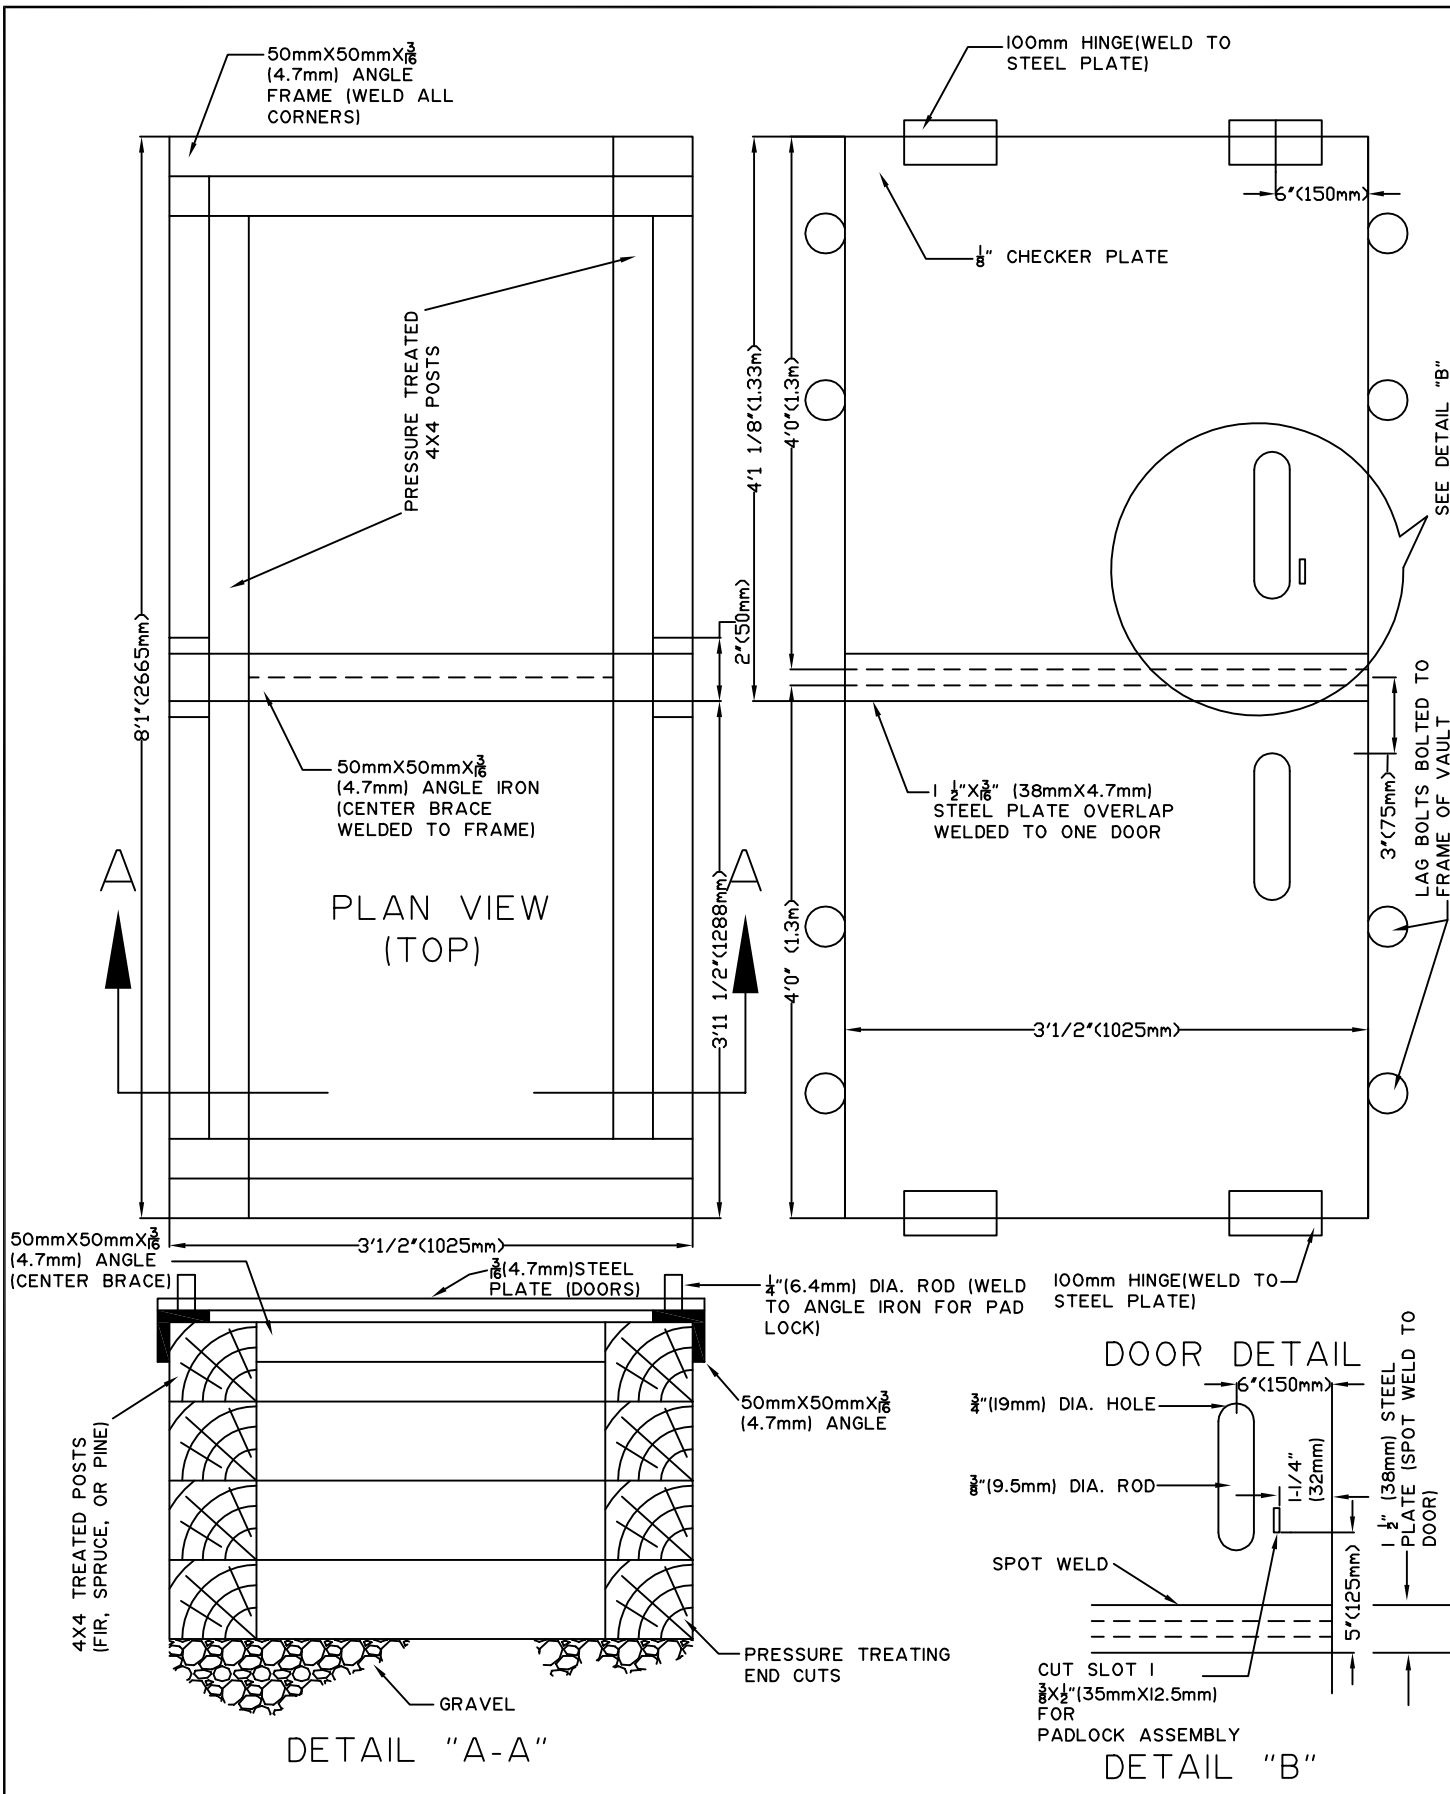 50mmX50mmX3/16
(4.7mm) ANGLE
FRAME (WELD ALL
CORNERS)
100mm HINGE(WELD TO
STEEL PLATE)
6"(150mm)
1/8" CHECKER PLATE
PRESSURE TREATED
4X4 POSTS
4'1 1/8"(1.33m)
4'0"(1.3m)
SEE DETAIL "B"
8'1"(2665mm)
2"(50mm)
50mmX50mmX3/16
(4.7mm) ANGLE IRON
(CENTER BRACE
WELDED TO FRAME)
1 1/2"X3/16" (38mmX4.7mm)
STEEL PLATE OVERLAP
WELDED TO ONE DOOR
3"(75mm)
LAG BOLTS BOLTED TO
FRAME OF VAULT
A
A
PLAN VIEW
(TOP)
3'11 1/2"(1288mm)
4'0" (1.3m)
3'1/2"(1025mm)
3'1/2"(1025mm)
50mmX50mmX3/16
(4.7mm) ANGLE
(CENTER BRACE)
3/16(4.7mm)STEEL
PLATE (DOORS)
1/4"(6.4mm) DIA. ROD (WELD
TO ANGLE IRON FOR PAD
LOCK)
100mm HINGE(WELD TO
STEEL PLATE)
DOOR DETAIL
50mmX50mmX3/16
(4.7mm) ANGLE
4X4 TREATED POSTS
(FIR, SPRUCE, OR PINE)
6"(150mm)
3/4"(19mm) DIA. HOLE
3/8"(9.5mm) DIA. ROD
1-1/4"
(32mm)
1 1/2" (38mm) STEEL
PLATE (SPOT WELD TO
DOOR)
SPOT WELD
5"(125mm)
PRESSURE TREATING
END CUTS
GRAVEL
CUT SLOT 1
3/8X1/2"(35mmX12.5mm)
FOR
PADLOCK ASSEMBLY
DETAIL "A-A"
DETAIL "B"